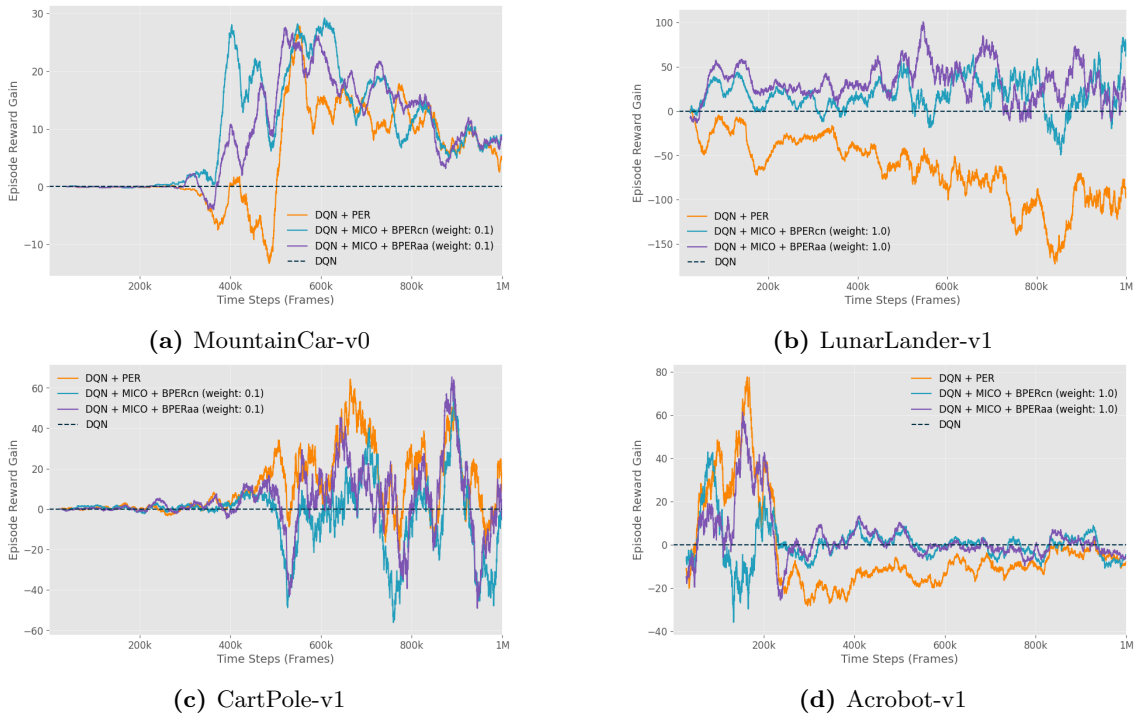 30
20
10
0
−10
Episode Reward Gain
DQN + PER
DQN + MICO + BPERcn (weight: 0.1)
DQN + MICO + BPERaa (weight: 0.1)
DQN
200k
400k
600k
800k
1M
Time Steps (Frames)
(a) MountainCar-v0
100
50
0
−50
−100
−150
Episode Reward Gain
DQN + PER
DQN + MICO + BPERcn (weight: 1.0)
DQN + MICO + BPERaa (weight: 1.0)
DQN
200k
400k
600k
800k
1M
Time Steps (Frames)
(b) LunarLander-v1
60
40
20
0
−20
−40
−60
Episode Reward Gain
DQN + PER
DQN + MICO + BPERcn (weight: 0.1)
DQN + MICO + BPERaa (weight: 0.1)
DQN
200k
400k
600k
800k
1M
Time Steps (Frames)
(c) CartPole-v1
80
60
40
20
0
−20
−40
Episode Reward Gain
DQN + PER
DQN + MICO + BPERcn (weight: 1.0)
DQN + MICO + BPERaa (weight: 1.0)
DQN
200k
400k
600k
800k
1M
Time Steps (Frames)
(d) Acrobot-v1